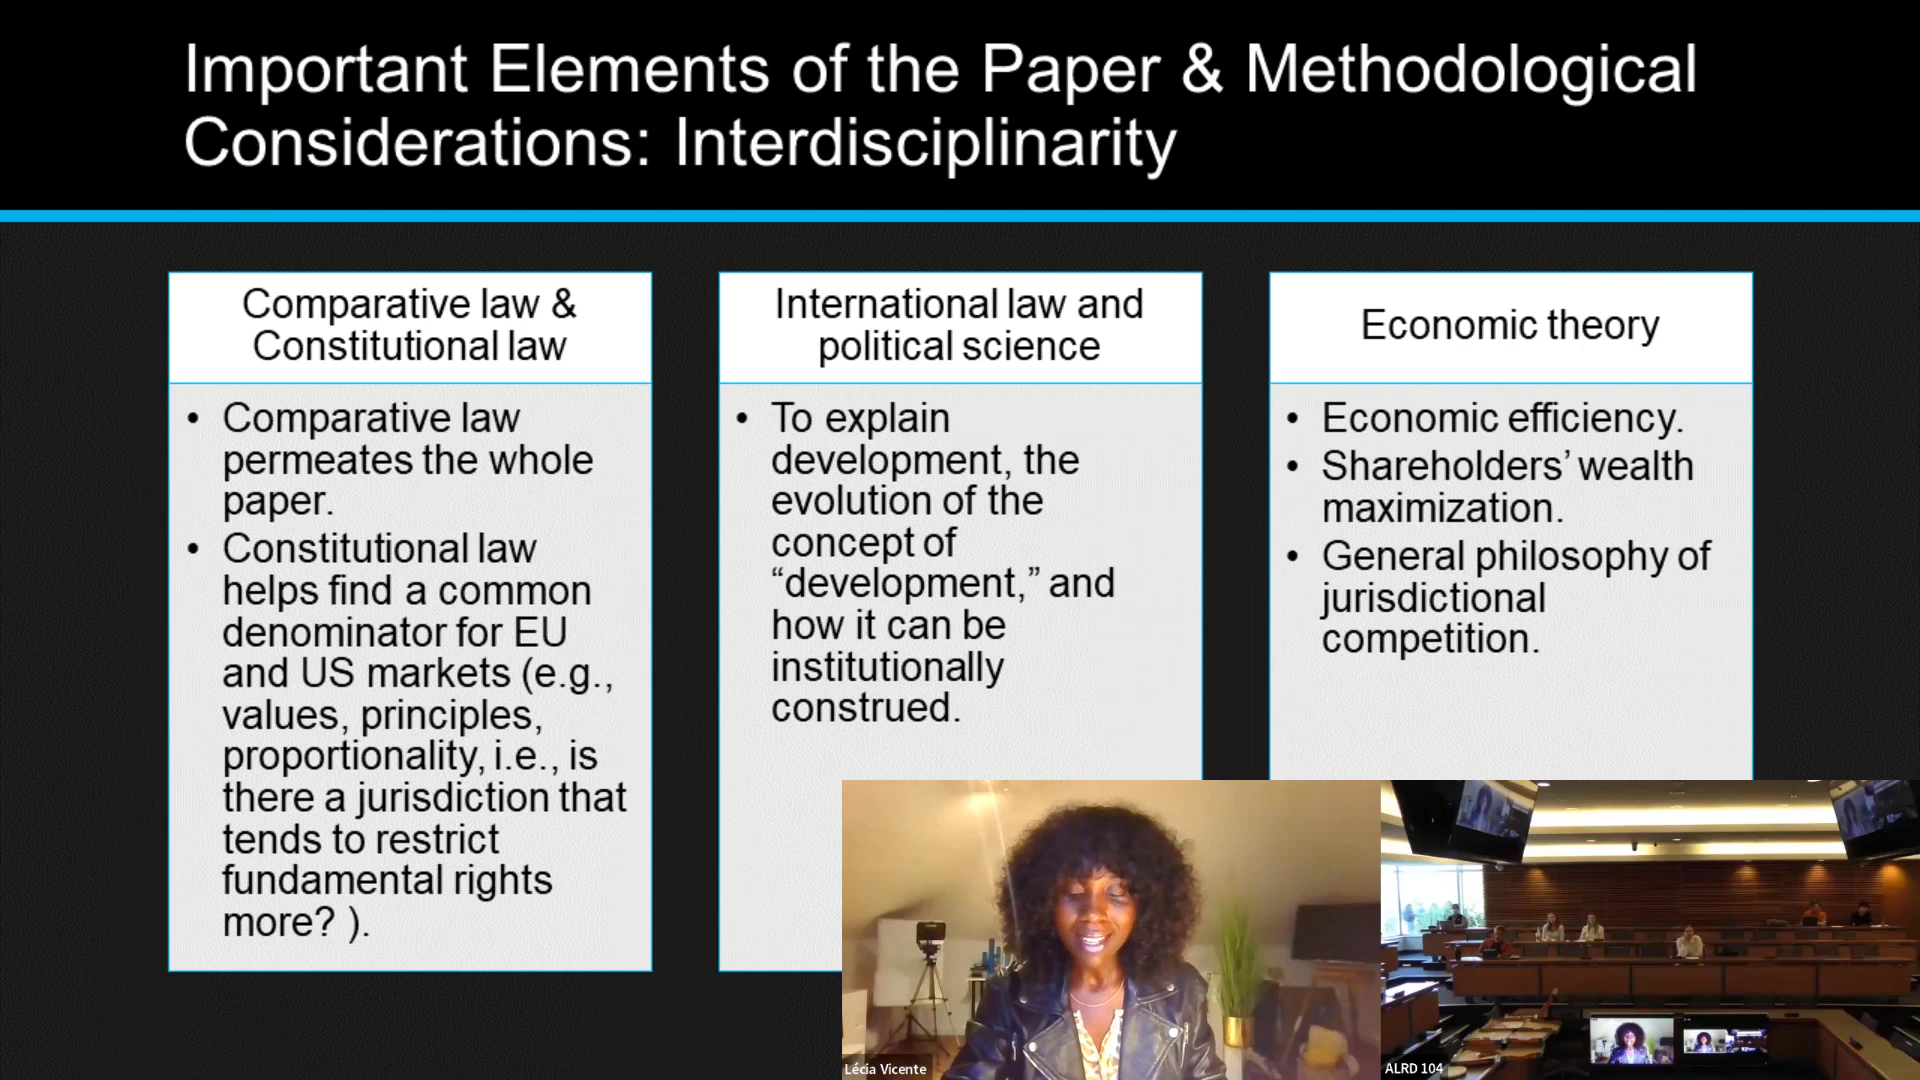 Important Elements of the Paper & Methodological
Considerations: Interdisciplinarity
Comparative law &
Constitutional law
• Comparative law
permeates the whole
paper.
• Constitutional law
helps find a common
denominator for EU
and US markets (e.g.,
values, principles,
proportionality, i.e., is
there a jurisdiction that
tends to restrict
fundamental rights
more? ).
International law and
political science
• To explain
development, the
evolution of the
concept of
“development,” and
how it can be
institutionally
construed.
Economic theory
• Economic efficiency.
• Shareholders’ wealth
maximization.
• General philosophy of
jurisdictional
competition.
Lécia Vicente
ALRD 104